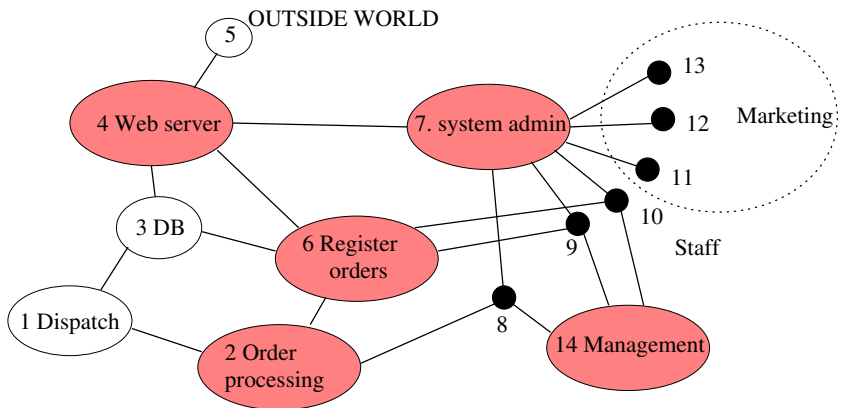 5
OUTSIDE WORLD
4 Web server
7. system admin
13
12
Marketing
11
10
3 DB
6 Register
orders
9
Staff
1 Dispatch
8
2 Order
processing
14 Management